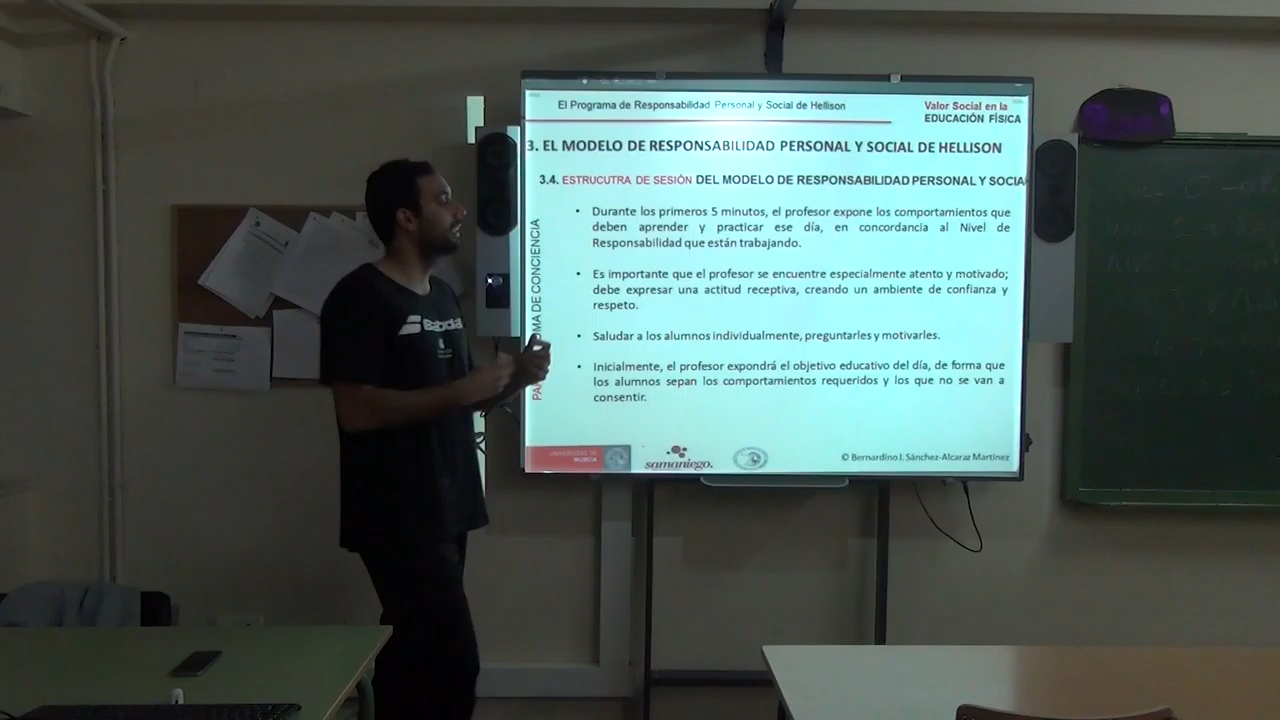 El Programa de Responsabilidad Personal y Social de Hellison
Valor Social en la
EDUCACIÓN FÍSICA
3. EL MODELO DE RESPONSABILIDAD PERSONAL Y SOCIAL DE HELLISON
3.4. ESTRUCUTRA DE SESIÓN DEL MODELO DE RESPONSABILIDAD PERSONAL Y SOCIA
• Durante los primeros 5 minutos, el profesor expone los comportamientos que
deben aprender y practicar ese día, en concordancia al Nivel de
Responsabilidad que están trabajando.
• Es importante que el profesor se encuentre especialmente atento y motivado;
debe expresar una actitud receptiva, creando un ambiente de confianza y
respeto.
• Saludar a los alumnos individualmente, preguntarles y motivarles.
• Inicialmente, el profesor expondrá el objetivo educativo del día, de forma que
los alumnos sepan los comportamientos requeridos y los que no se van a
consentir.
DE CONCIENCIA
UNIVERSIDAD DE
MURCIA
samaniego.
© Bernardino J. Sánchez-Alcaraz Martínez